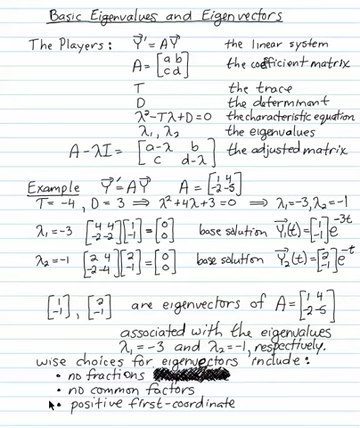 Basic Eigenvalues and Eigenvectors
The Players: Y⃗' = AY⃗ the linear system
A = [a b; c d] the coefficient matrix
T the trace
D the determinant
λ²-Tλ+D=0 the characteristic equation
λ₁, λ₂ the eigenvalues
A-λI = [a-λ b; c d-λ] the adjusted matrix
Example Y⃗' = AY⃗ A = [1 4; -2 -5]
T = -4, D = 3 ⇒ λ²+4λ+3=0 ⇒ λ₁=-3, λ₂=-1
λ₁=-3 [4 4; -2 -2][1; -1]=[0; 0] base solution Y⃗₁(t)=[1; -1]e^-3t
λ₂=-1 [2 4; -2 -4][2; -1]=[0; 0] base solution Y⃗₂(t)=[2; -1]e^-t
[1; -1], [2; -1] are eigenvectors of A=[1 4; -2 -5]
associated with the eigenvalues
λ₁=-3 and λ₂=-1, respectively.
wise choices for eigenvectors include:
• no fractions
• no common factors
• positive first-coordinate